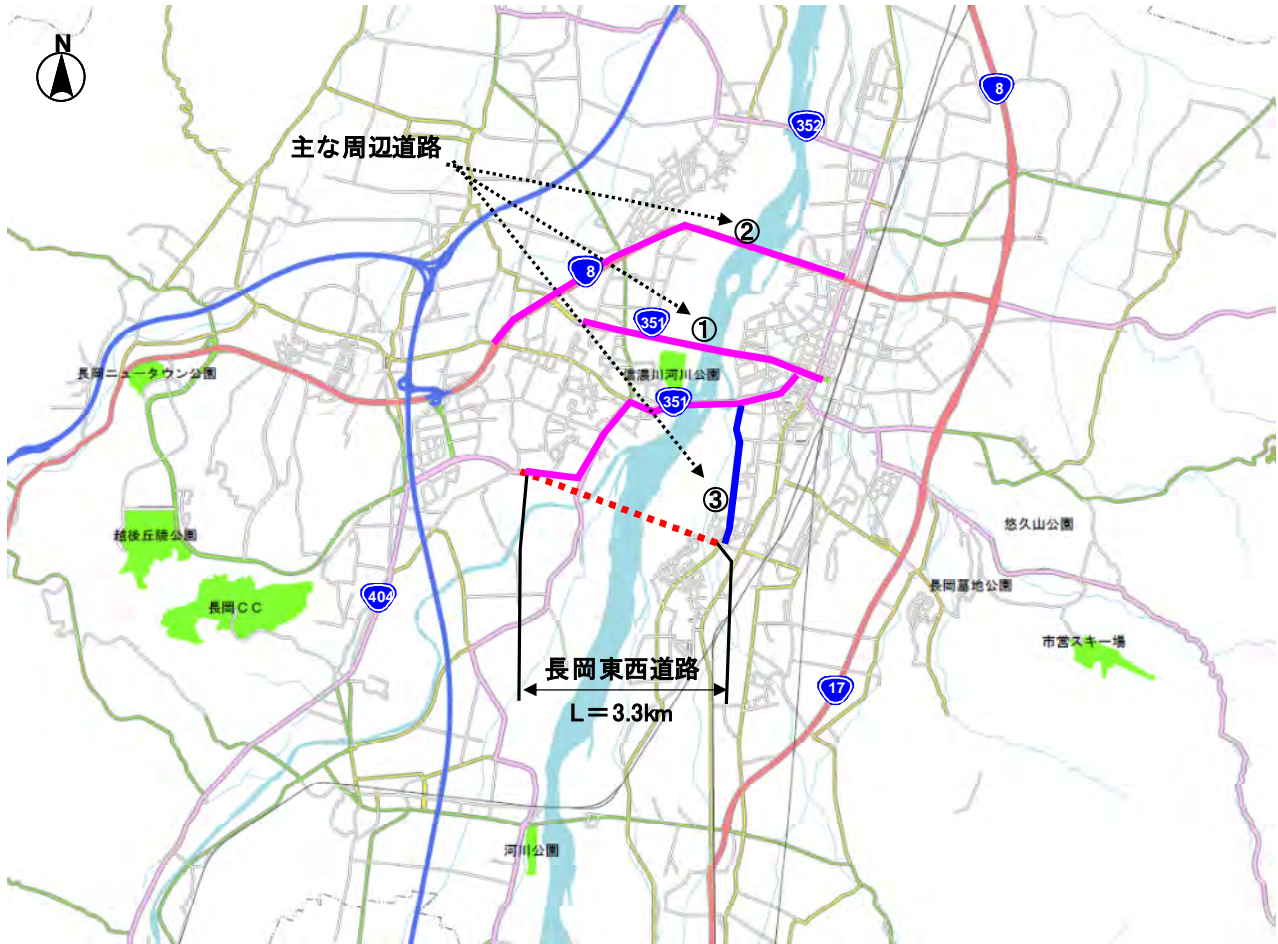 N
8
352
主な周辺道路
②
8
351
①
長岡ニュータウン公園
信濃川河川公園
351
③
越後丘陵公園
悠久山公園
長岡墓地公園
404
長岡CC
市営スキー場
長岡東西道路
17
L=3.3km
河川公園